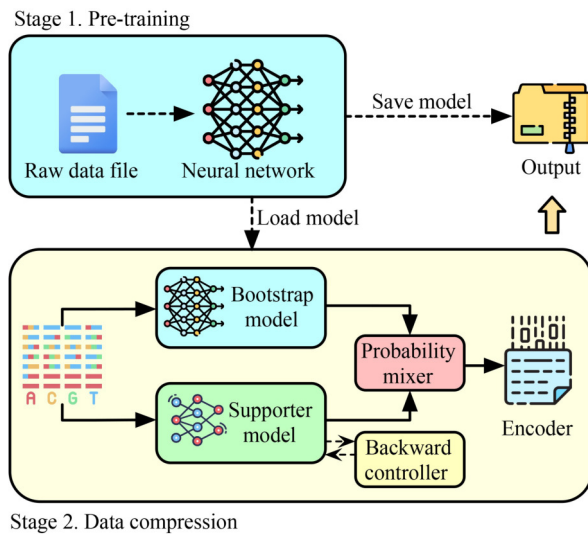 Stage 1. Pre-training
Raw data file
Neural network
Save model
Output
Load model
A C G T
Bootstrap
model
Supporter
model
Probability
mixer
Backward
controller
Encoder
Stage 2. Data compression